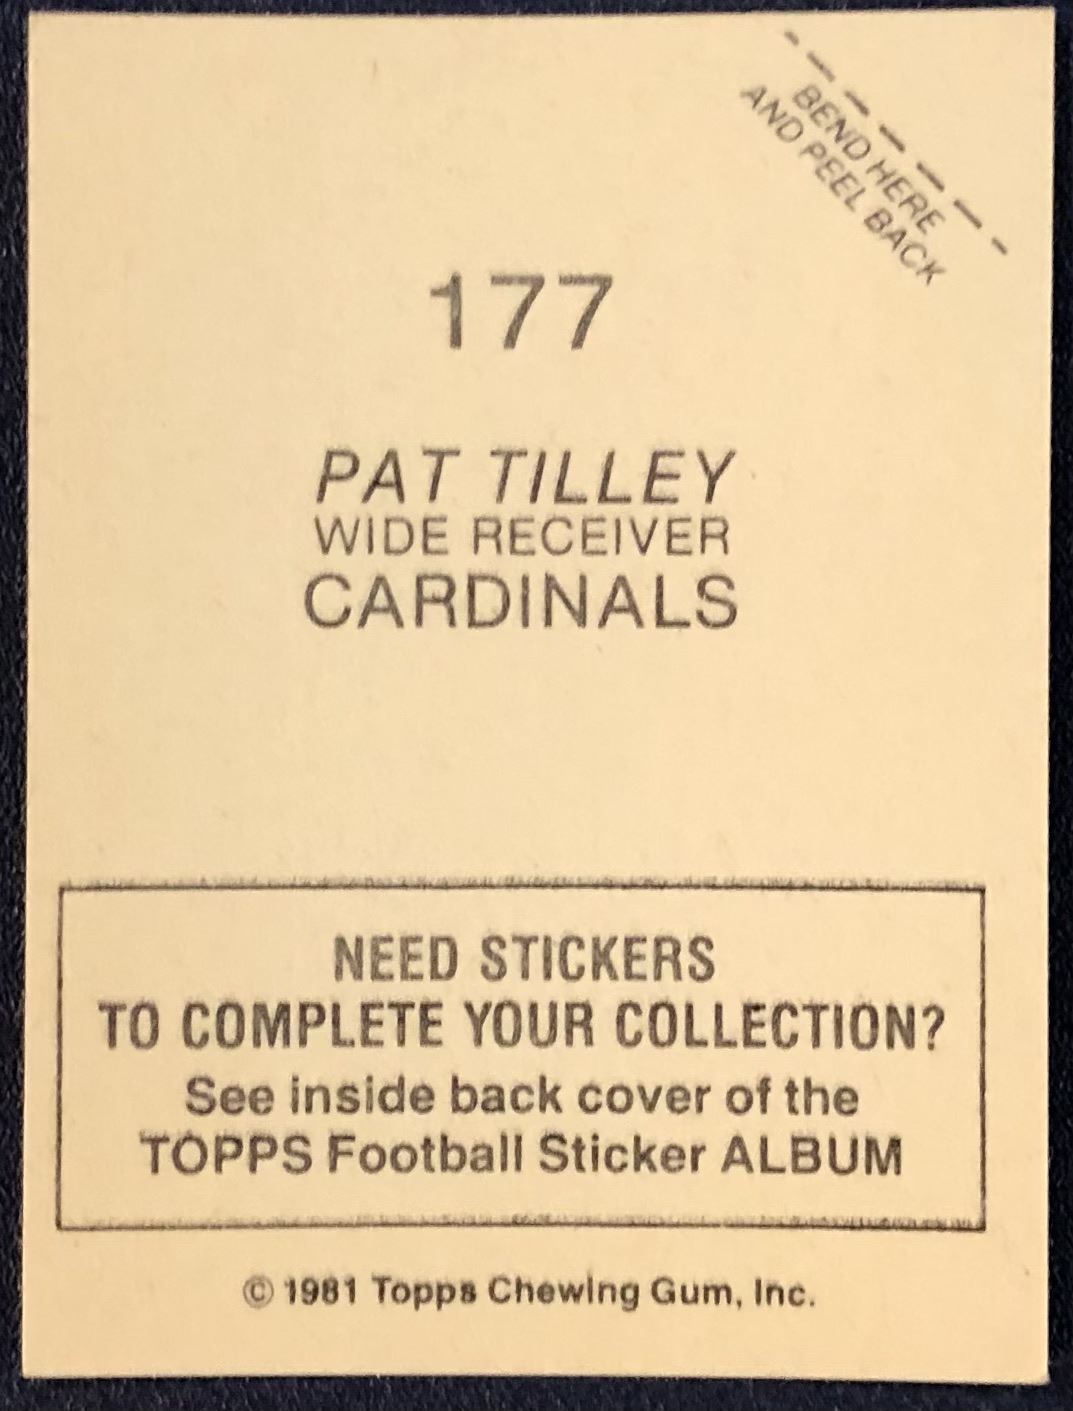 BEND HERE
AND PEEL BACK
177
PAT TILLEY
WIDE RECEIVER
CARDINALS
NEED STICKERS
TO COMPLETE YOUR COLLECTION?
See inside back cover of the
TOPPS Football Sticker ALBUM
© 1981 Topps Chewing Gum, Inc.